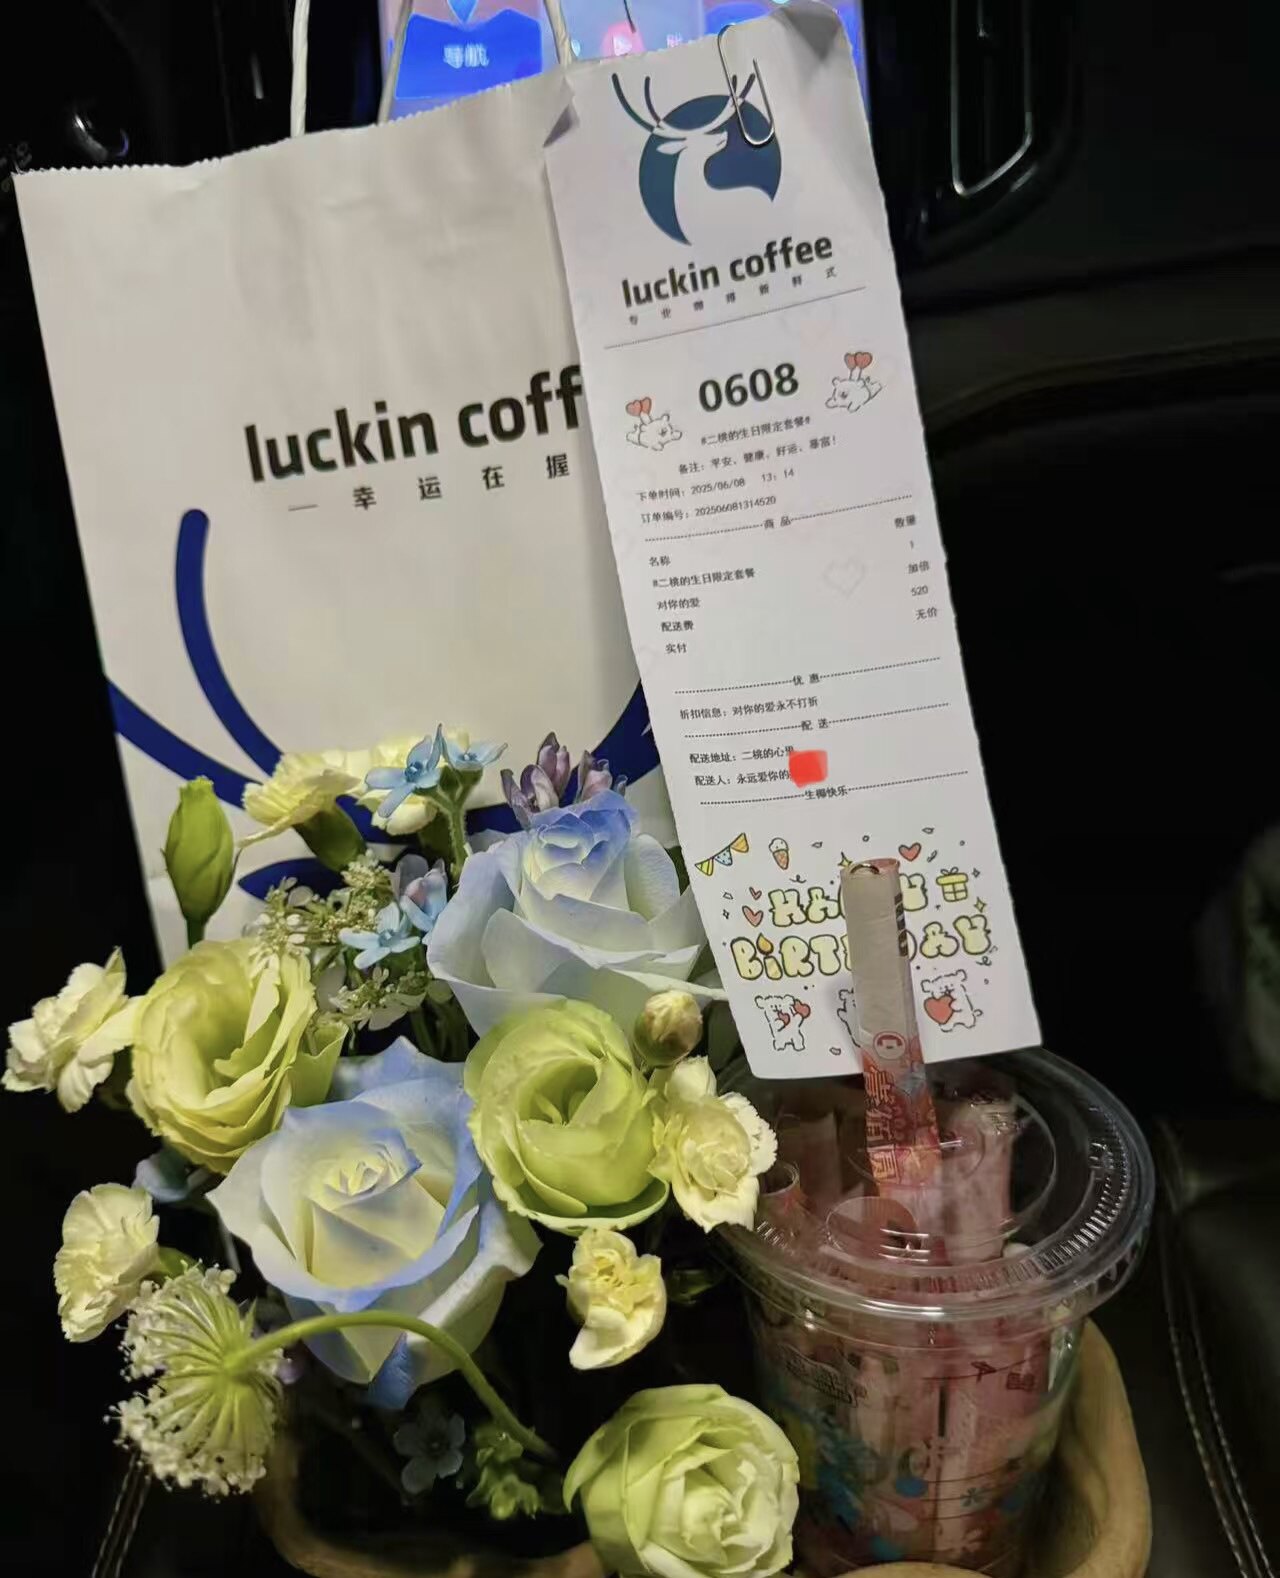 导航
luckin coff
幸运在握
luckin coffee
专业咖啡新鲜式
0608
#二桃的生日限定套餐#
备注：平安、健康、好运、暴富！
下单时间：2025/06/08 13：14
订单编号：202506081314520
商品
名称 数量
#二桃的生日限定套餐 1
对你的爱 加倍
配送费 520
实付 无价
优惠
折扣信息：对你的爱永不打折
配送
配送地址：二桃的心里
配送人：永远爱你的
生椰快乐
HA Y
BIRT DAY